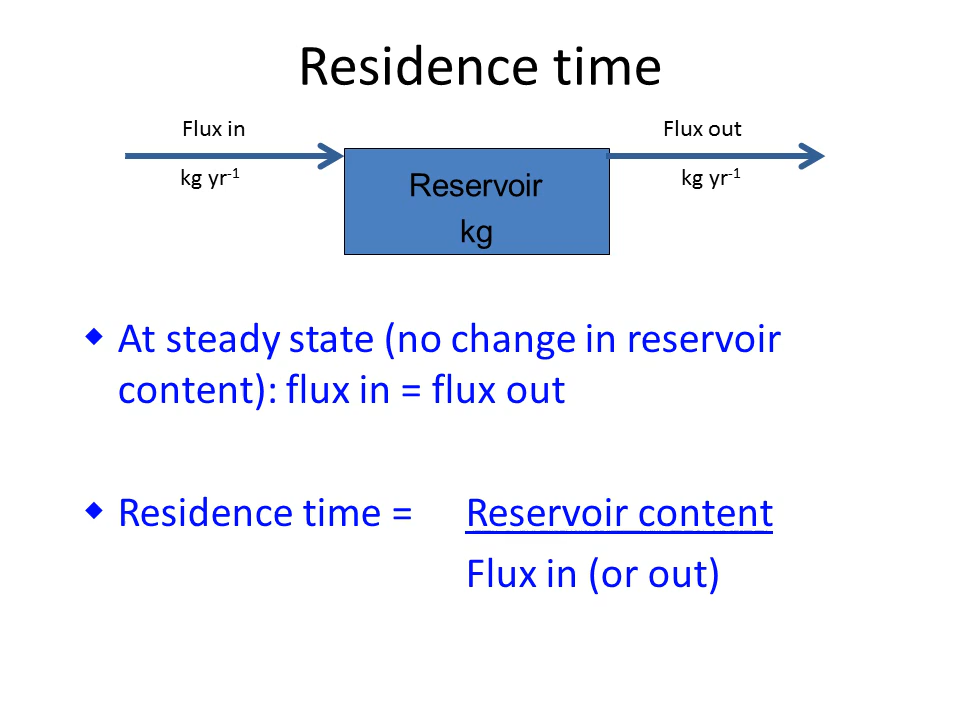 Residence time
Flux in
Flux out
kg yr⁻¹
kg yr⁻¹
Reservoir
kg
◆ At steady state (no change in reservoir
content): flux in = flux out
◆ Residence time = Reservoir content
Flux in (or out)